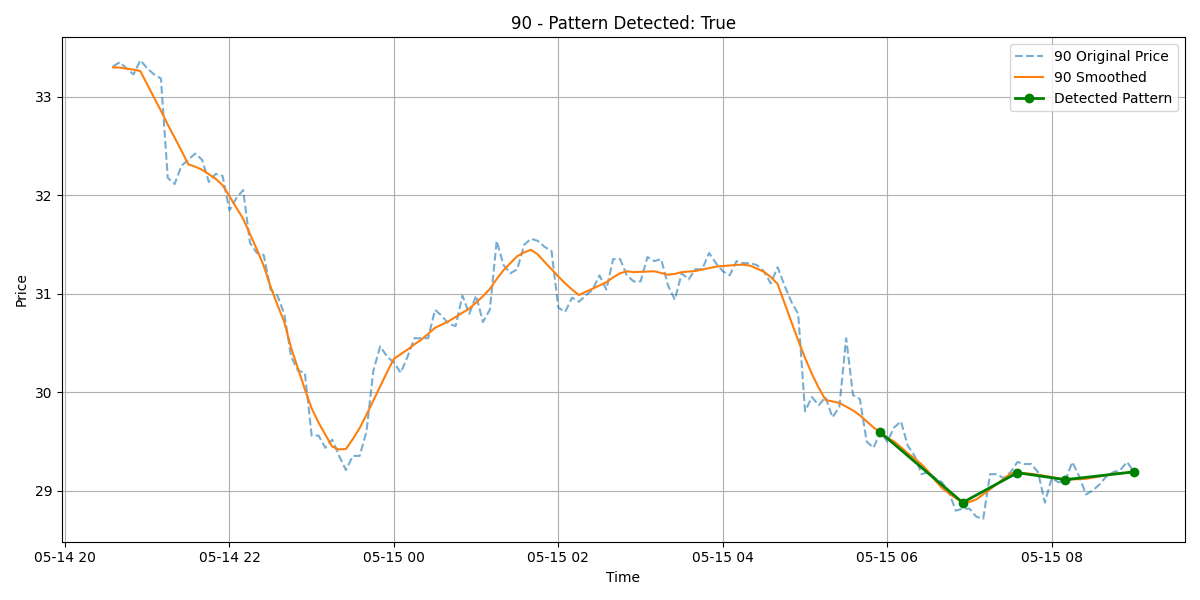 90 - Pattern Detected: True
90 Original Price
90 Smoothed
Detected Pattern
Price
33
32
31
30
29
05-14 20
05-14 22
05-15 00
05-15 02
05-15 04
05-15 06
05-15 08
Time